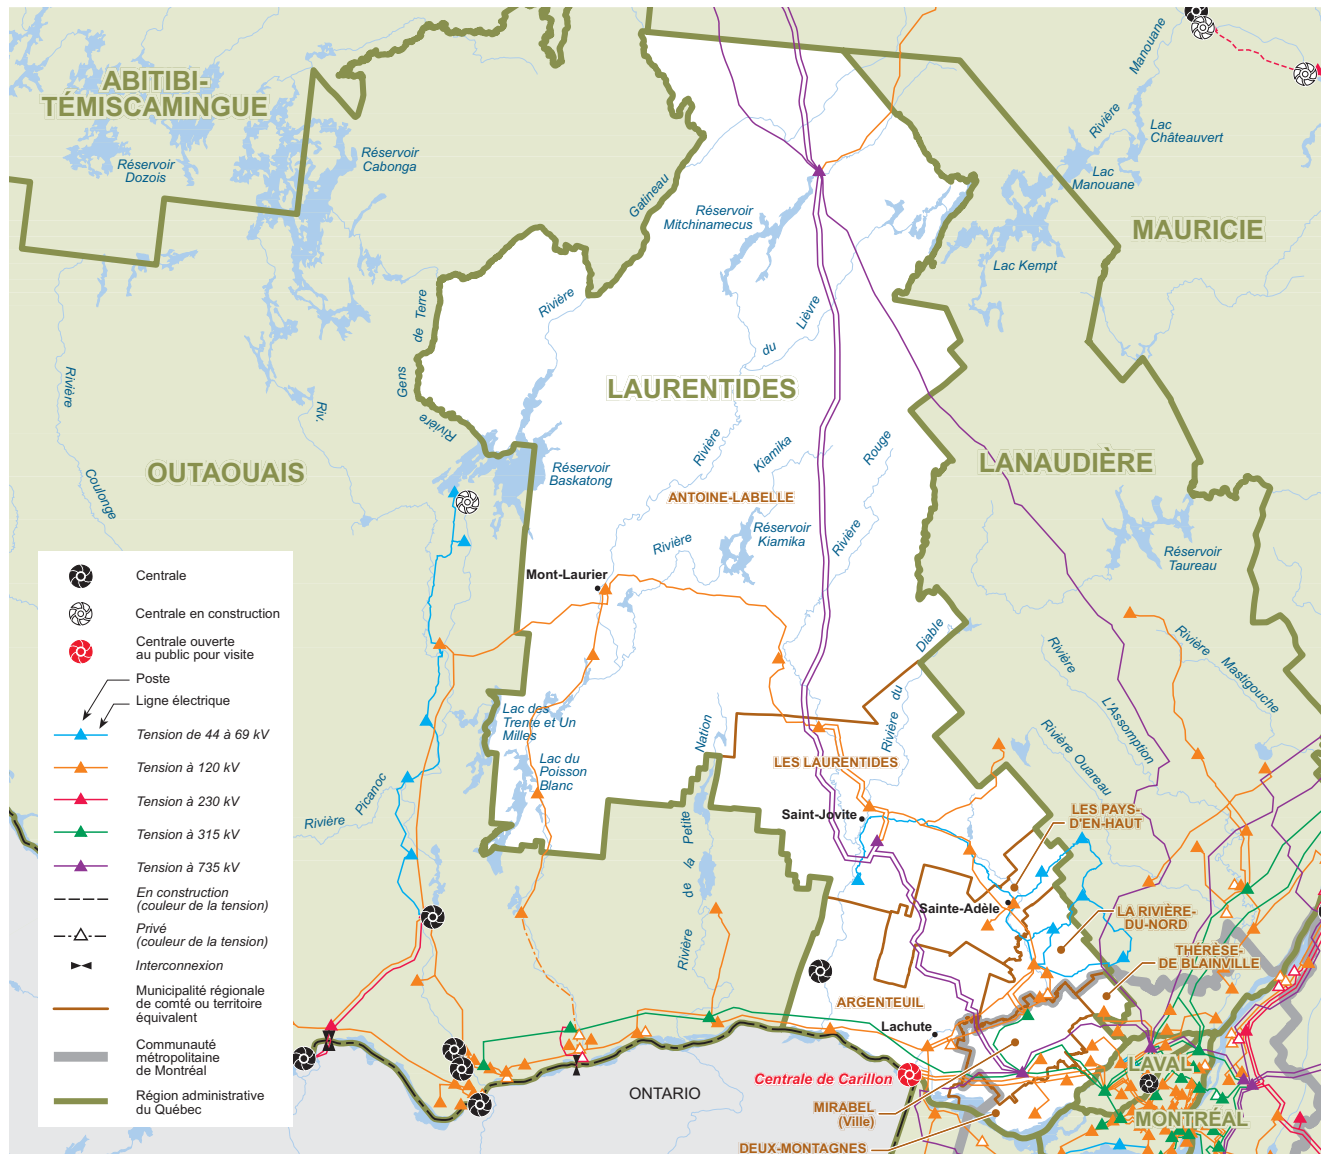 ABITIBI-
TÉMISCAMINGUE
Réservoir
Dozois
Réservoir
Cabonga
Gatineau
Réservoir
Mitchinamecus
Manouane
Rivière
Lac
Châteauvert
Lac
Manouane
MAURICIE
Lac Kempt
Rivière
Gens
de Terre
Rivière
Lièvre
du
Rivière
LAURENTIDES
Rivière
Coulonge
Riv.
OUTAOUAIS
Réservoir
Baskatong
Kiamika
Rivière
Rouge
Rivière
ANTOINE-LABELLE
Réservoir
Kiamika
LANAUDIÈRE
Réservoir
Taureau
Mont-Laurier
Diable
du
Rivière
Rivière
L'Assomption
Rivière
Mastigouche
Rivière Ouareau
Lac des
Trente et Un
Milles
Lac du
Poisson
Blanc
Nation
Petite
de la
Rivière
Rivière
Picanoc
LES LAURENTIDES
Saint-Jovite
LES PAYS-
D'EN-HAUT
Sainte-Adèle
LA RIVIÈRE-
DU-NORD
THÉRÈSE-
DE BLAINVILLE
ARGENTEUIL
Lachute
Centrale de Carillon
ONTARIO
MIRABEL
(Ville)
DEUX-MONTAGNES
LAVAL
MONTRÉAL
Centrale
Centrale en construction
Centrale ouverte
au public pour visite
Poste
Ligne électrique
Tension de 44 à 69 kV
Tension à 120 kV
Tension à 230 kV
Tension à 315 kV
Tension à 735 kV
En construction
(couleur de la tension)
Privé
(couleur de la tension)
Interconnexion
Municipalité régionale
de comté ou territoire
équivalent
Communauté
métropolitaine
de Montréal
Région administrative
du Québec